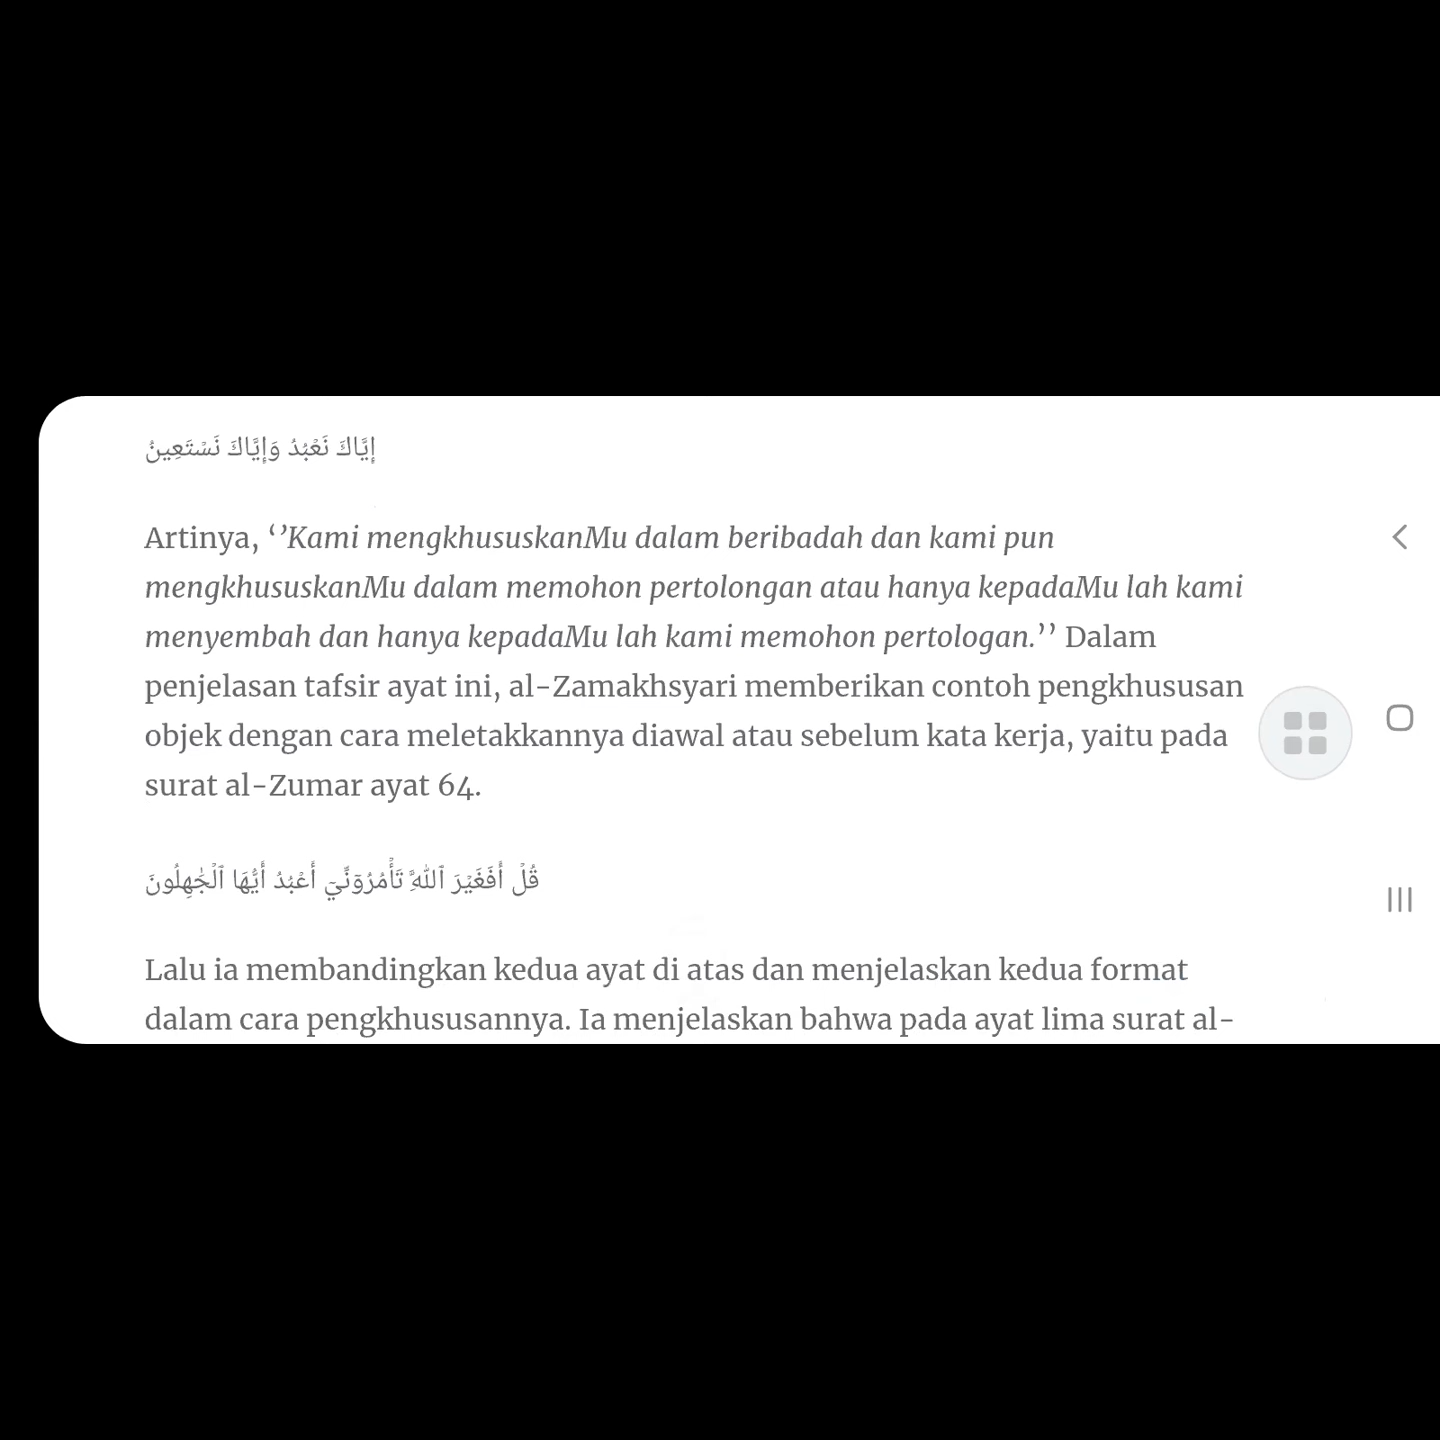 إِيَّاكَ نَعْبُدُ وَإِيَّاكَ نَسْتَعِينُ
Artinya, ‘’Kami mengkhususkanMu dalam beribadah dan kami pun
mengkhususkanMu dalam memohon pertolongan atau hanya kepadaMu lah kami
menyembah dan hanya kepadaMu lah kami memohon pertologan.’’ Dalam
penjelasan tafsir ayat ini, al-Zamakhsyari memberikan contoh pengkhususan
objek dengan cara meletakkannya diawal atau sebelum kata kerja, yaitu pada
surat al-Zumar ayat 64.
قُلۡ أَفَغَيۡرَ ٱللَّهِ تَأۡمُرُوٓنِّيٓ أَعۡبُدُ أَيُّهَا ٱلۡجَٰهِلُونَ
Lalu ia membandingkan kedua ayat di atas dan menjelaskan kedua format
dalam cara pengkhususannya. Ia menjelaskan bahwa pada ayat lima surat al-